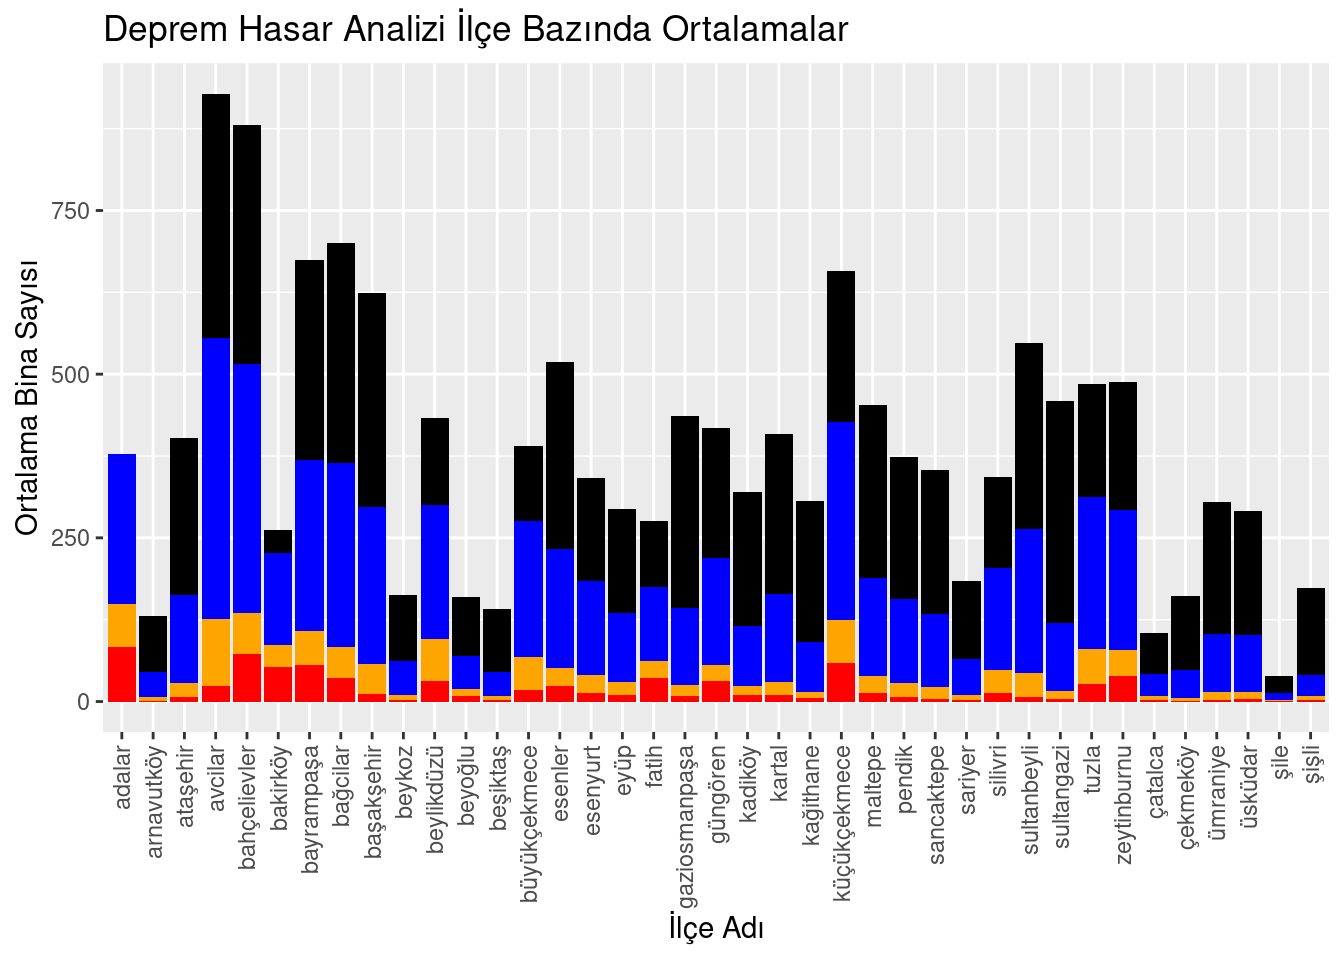 Deprem Hasar Analizi İlçe Bazında Ortalamalar
Ortalama Bina Sayısı
750
500
250
0
adalar
arnavutköy
ataşehir
avcilar
bahçelievler
bakirköy
bayrampaşa
bağcilar
başakşehir
beykoz
beylikdüzü
beyoğlu
beşiktaş
büyükçekmece
esenler
esenyurt
eyüp
fatih
gaziosmanpaşa
güngören
kadiköy
kartal
kağithane
küçükçekmece
maltepe
pendik
sancaktepe
sariyer
silivri
sultanbeyli
sultangazi
tuzla
zeytinburnu
çatalca
çekmeköy
ümraniye
üsküdar
şile
şişli
İlçe Adı